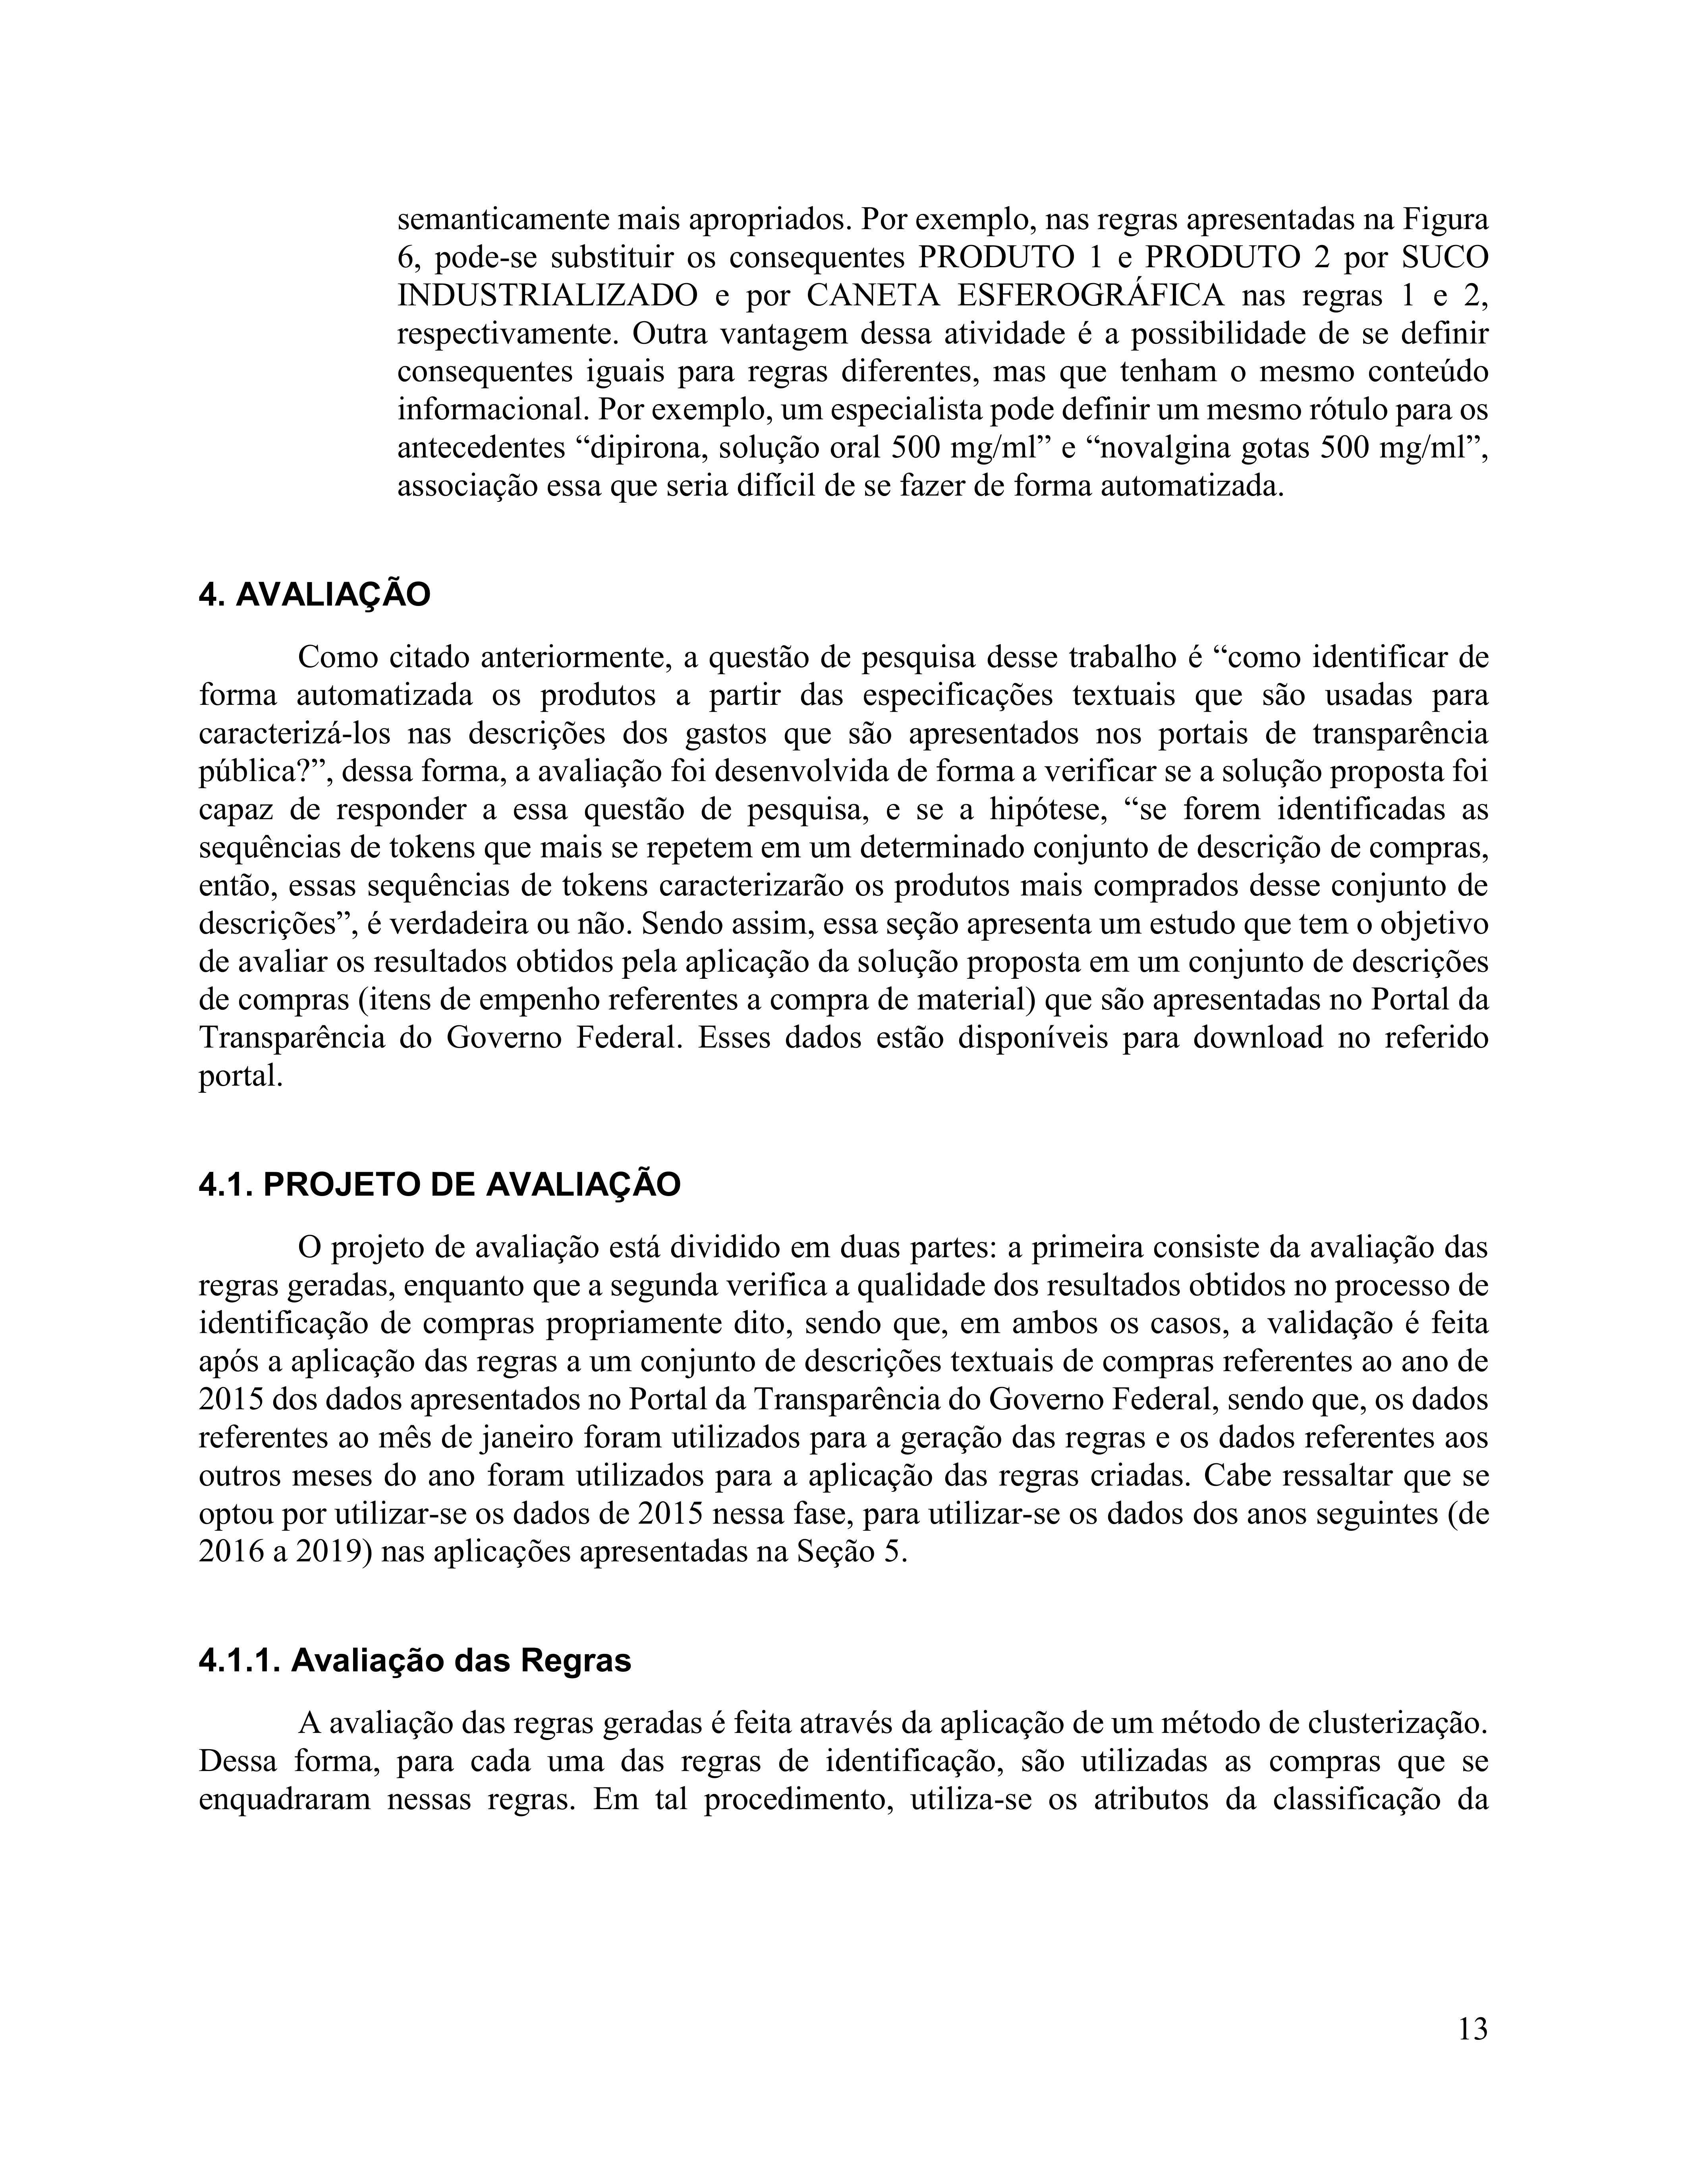 semanticamente mais apropriados. Por exemplo, nas regras apresentadas na Figura
6, pode-se substituir os consequentes PRODUTO 1 e PRODUTO 2 por SUCO
INDUSTRIALIZADO e por CANETA ESFEROGRÁFICA nas regras 1 e 2,
respectivamente. Outra vantagem dessa atividade é a possibilidade de se definir
consequentes iguais para regras diferentes, mas que tenham o mesmo conteúdo
informacional. Por exemplo, um especialista pode definir um mesmo rótulo para os
antecedentes “dipirona, solução oral 500 mg/ml” e “novalgina gotas 500 mg/ml”,
associação essa que seria difícil de se fazer de forma automatizada.
4. AVALIAÇÃO
Como citado anteriormente, a questão de pesquisa desse trabalho é “como identificar de
forma automatizada os produtos a partir das especificações textuais que são usadas para
caracterizá-los nas descrições dos gastos que são apresentados nos portais de transparência
pública?”, dessa forma, a avaliação foi desenvolvida de forma a verificar se a solução proposta foi
capaz de responder a essa questão de pesquisa, e se a hipótese, “se forem identificadas as
sequências de tokens que mais se repetem em um determinado conjunto de descrição de compras,
então, essas sequências de tokens caracterizarão os produtos mais comprados desse conjunto de
descrições”, é verdadeira ou não. Sendo assim, essa seção apresenta um estudo que tem o objetivo
de avaliar os resultados obtidos pela aplicação da solução proposta em um conjunto de descrições
de compras (itens de empenho referentes a compra de material) que são apresentadas no Portal da
Transparência do Governo Federal. Esses dados estão disponíveis para download no referido
portal.
4.1. PROJETO DE AVALIAÇÃO
O projeto de avaliação está dividido em duas partes: a primeira consiste da avaliação das
regras geradas, enquanto que a segunda verifica a qualidade dos resultados obtidos no processo de
identificação de compras propriamente dito, sendo que, em ambos os casos, a validação é feita
após a aplicação das regras a um conjunto de descrições textuais de compras referentes ao ano de
2015 dos dados apresentados no Portal da Transparência do Governo Federal, sendo que, os dados
referentes ao mês de janeiro foram utilizados para a geração das regras e os dados referentes aos
outros meses do ano foram utilizados para a aplicação das regras criadas. Cabe ressaltar que se
optou por utilizar-se os dados de 2015 nessa fase, para utilizar-se os dados dos anos seguintes (de
2016 a 2019) nas aplicações apresentadas na Seção 5.
4.1.1. Avaliação das Regras
A avaliação das regras geradas é feita através da aplicação de um método de clusterização.
Dessa forma, para cada uma das regras de identificação, são utilizadas as compras que se
enquadraram nessas regras. Em tal procedimento, utiliza-se os atributos da classificação da
13